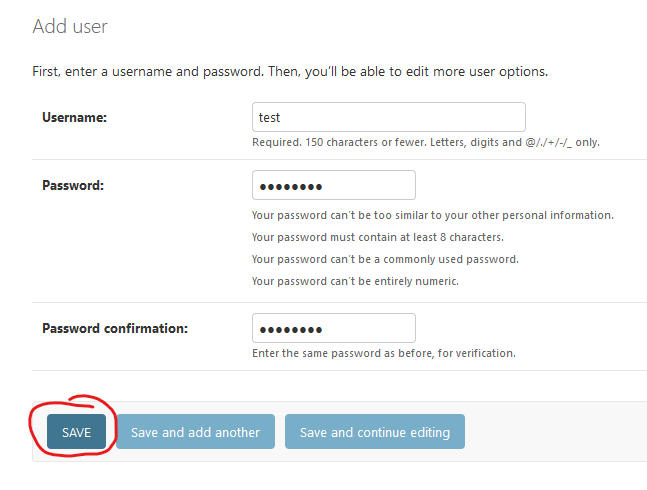 Add user
First, enter a username and password. Then, you'll be able to edit more user options.
Username:
test
Required. 150 characters or fewer. Letters, digits and @/./+/-/_ only.
Password:
●●●●●●●●
Your password can't be too similar to your other personal information.
Your password must contain at least 8 characters.
Your password can't be a commonly used password.
Your password can't be entirely numeric.
Password confirmation:
●●●●●●●●
Enter the same password as before, for verification.
SAVE
Save and add another
Save and continue editing